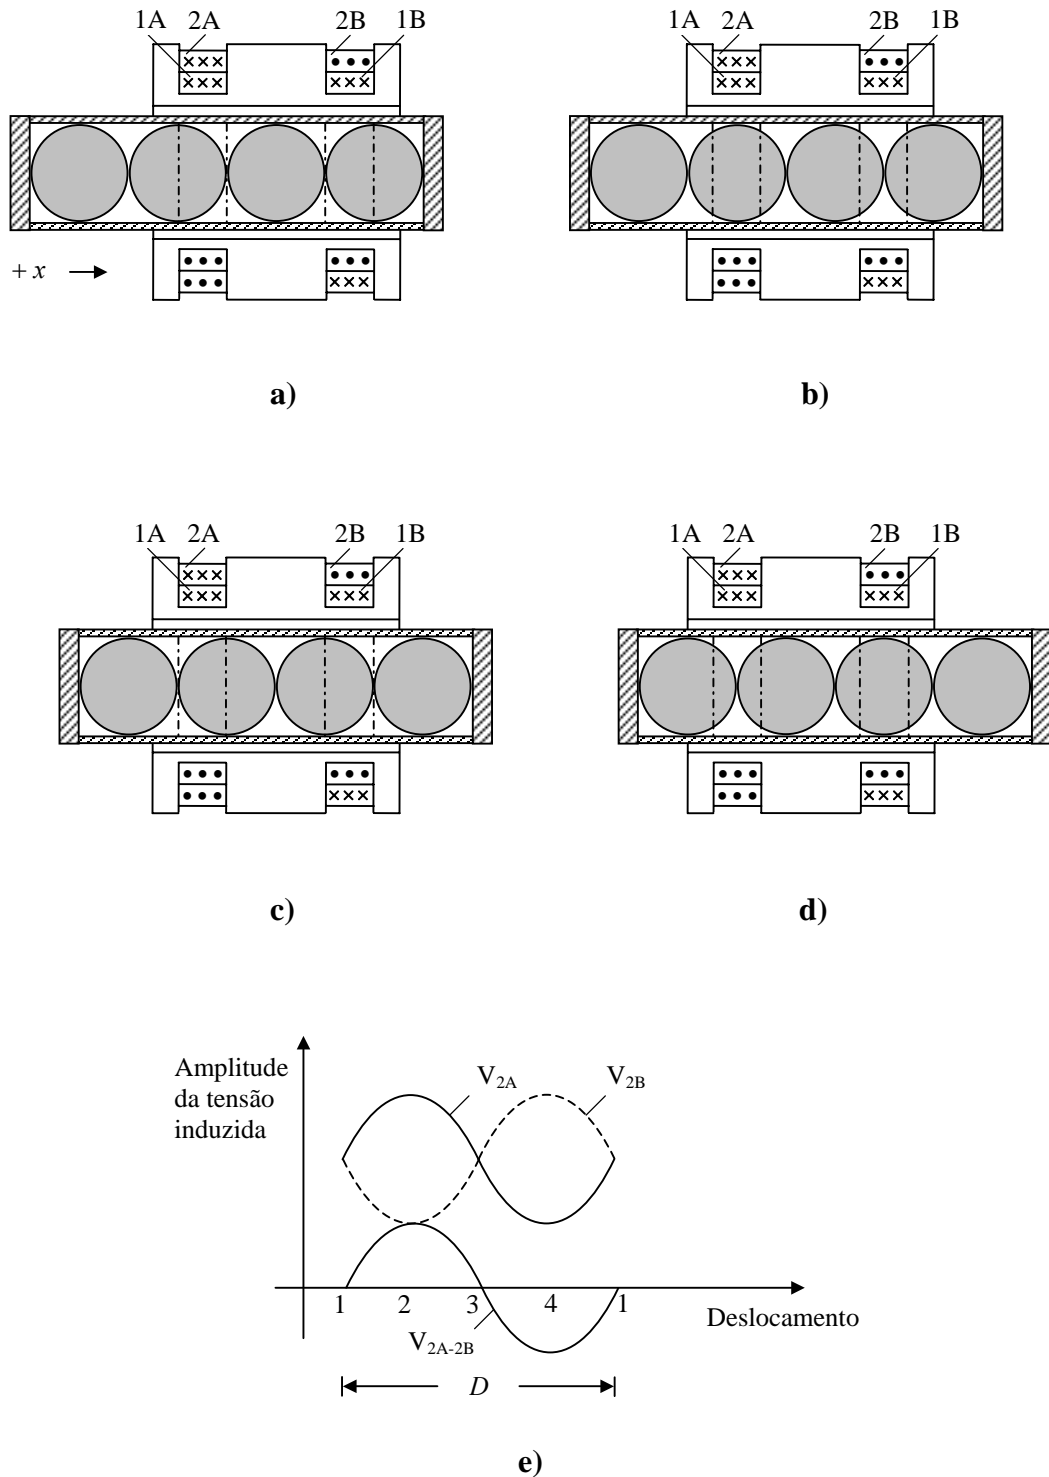 1A 2A 2B 1B
1A 2A 2B 1B
+ x
a)
b)
1A 2A 2B 1B
1A 2A 2B 1B
c)
d)
Amplitude
da tensão
induzida
V2A
V2B
1 2 3 4 1
Deslocamento
V2A-2B
D
e)